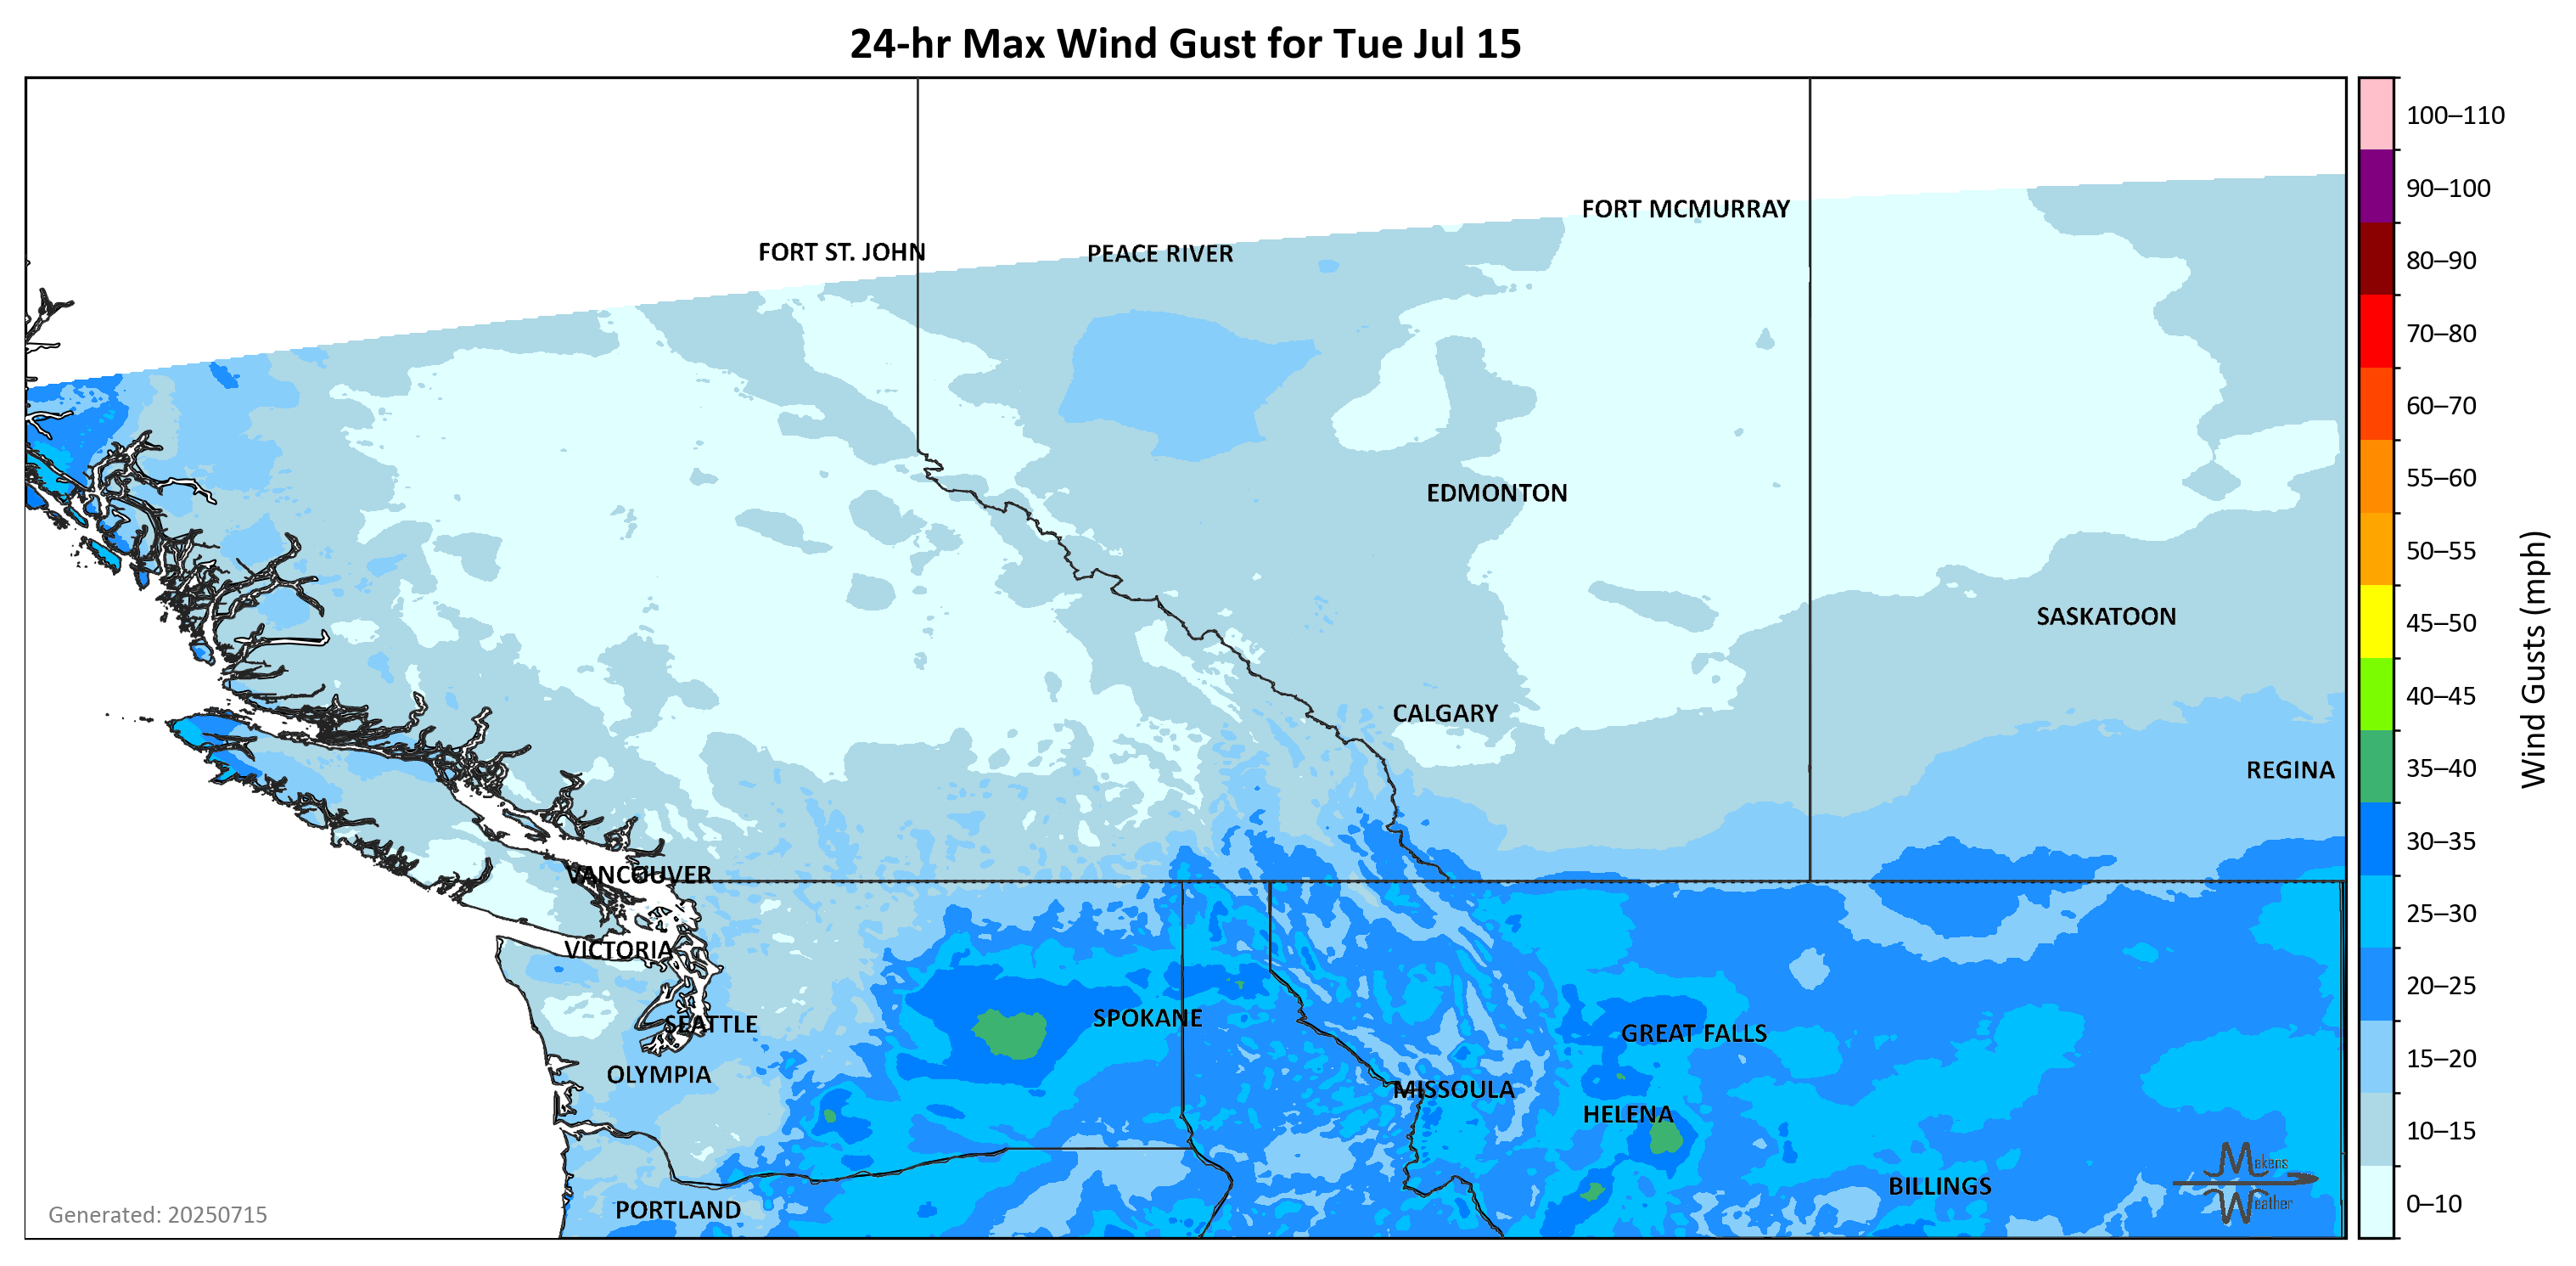 24-hr Max Wind Gust for Tue Jul 15
100–110
90–100
80–90
70–80
60–70
55–60
50–55
45–50
40–45
35–40
30–35
25–30
20–25
15–20
10–15
0–10
Wind Gusts (mph)
FORT MCMURRAY
FORT ST. JOHN
PEACE RIVER
EDMONTON
SASKATOON
CALGARY
REGINA
VANCOUVER
VICTORIA
SEATTLE
SPOKANE
GREAT FALLS
OLYMPIA
MISSOULA
HELENA
BILLINGS
PORTLAND
Makens
Weather
Generated: 20250715